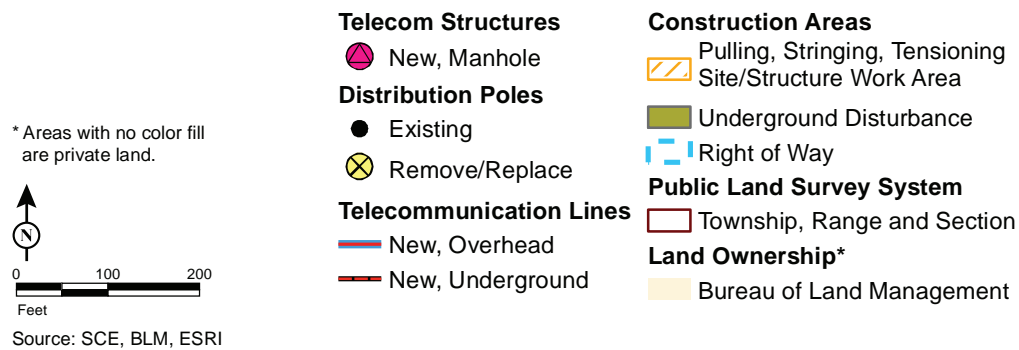 * Areas with no color fill
are private land.
N
0 100 200
Feet
Source: SCE, BLM, ESRI
Telecom Structures
New, Manhole
Distribution Poles
Existing
Remove/Replace
Telecommunication Lines
New, Overhead
New, Underground
Construction Areas
Pulling, Stringing, Tensioning
Site/Structure Work Area
Underground Disturbance
Right of Way
Public Land Survey System
Township, Range and Section
Land Ownership*
Bureau of Land Management